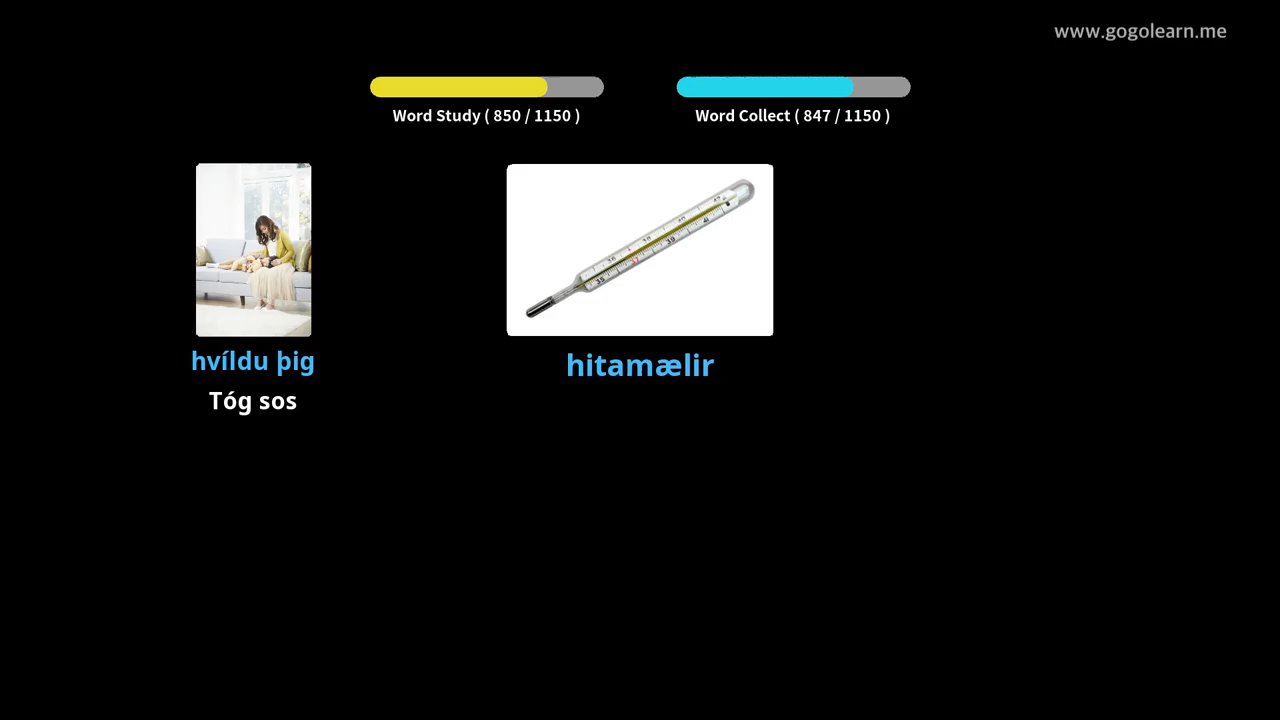 www.gogolearn.me
Word Study ( 850 / 1150 )
Word Collect ( 847 / 1150 )
hvíldu þig
Tóg sos
hitamælir